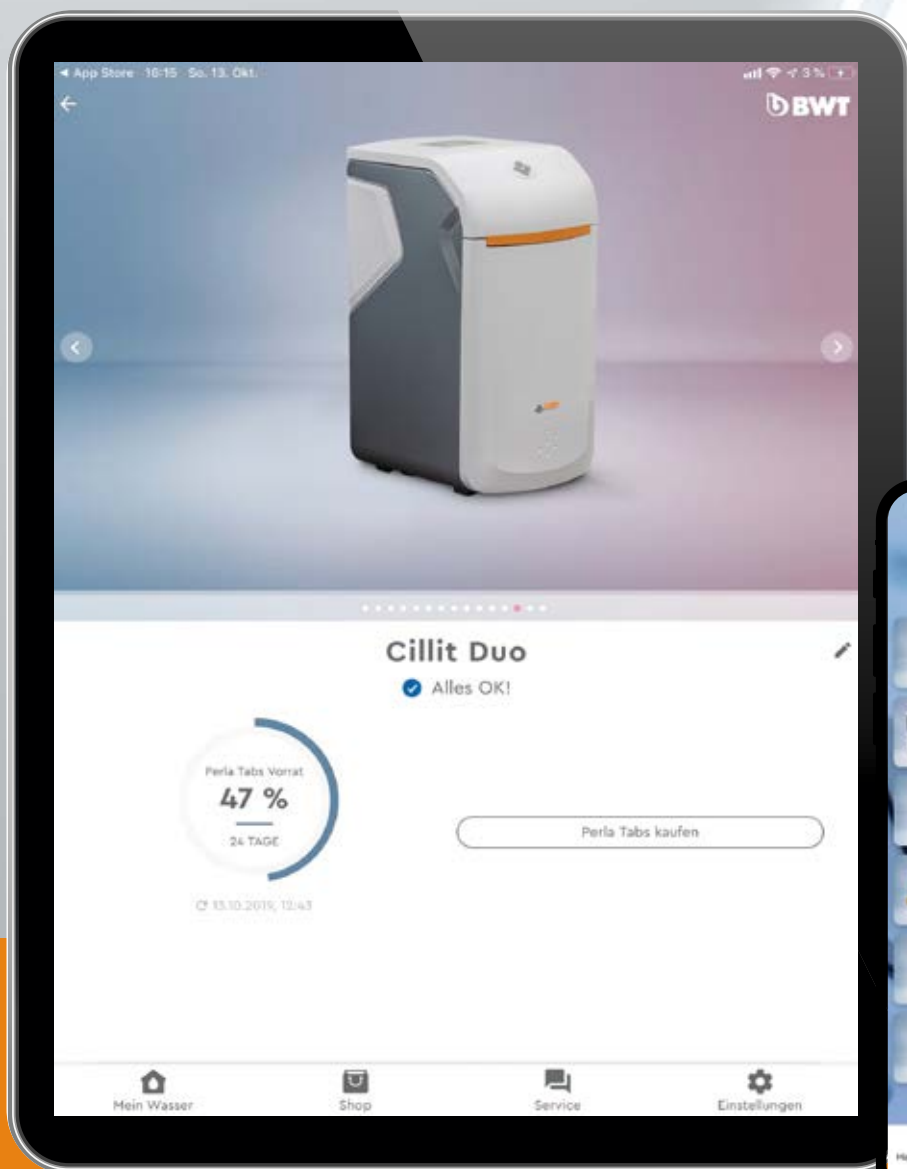 App Store 16:15 So. 13. Okt. 3 %
BWT
Cillit Duo
Alles OK!
Perla Tabs Vorrat
47 %
24 TAGE
Perla Tabs kaufen
13.10.2019, 12:43
Mein Wasser Shop Service Einstellungen